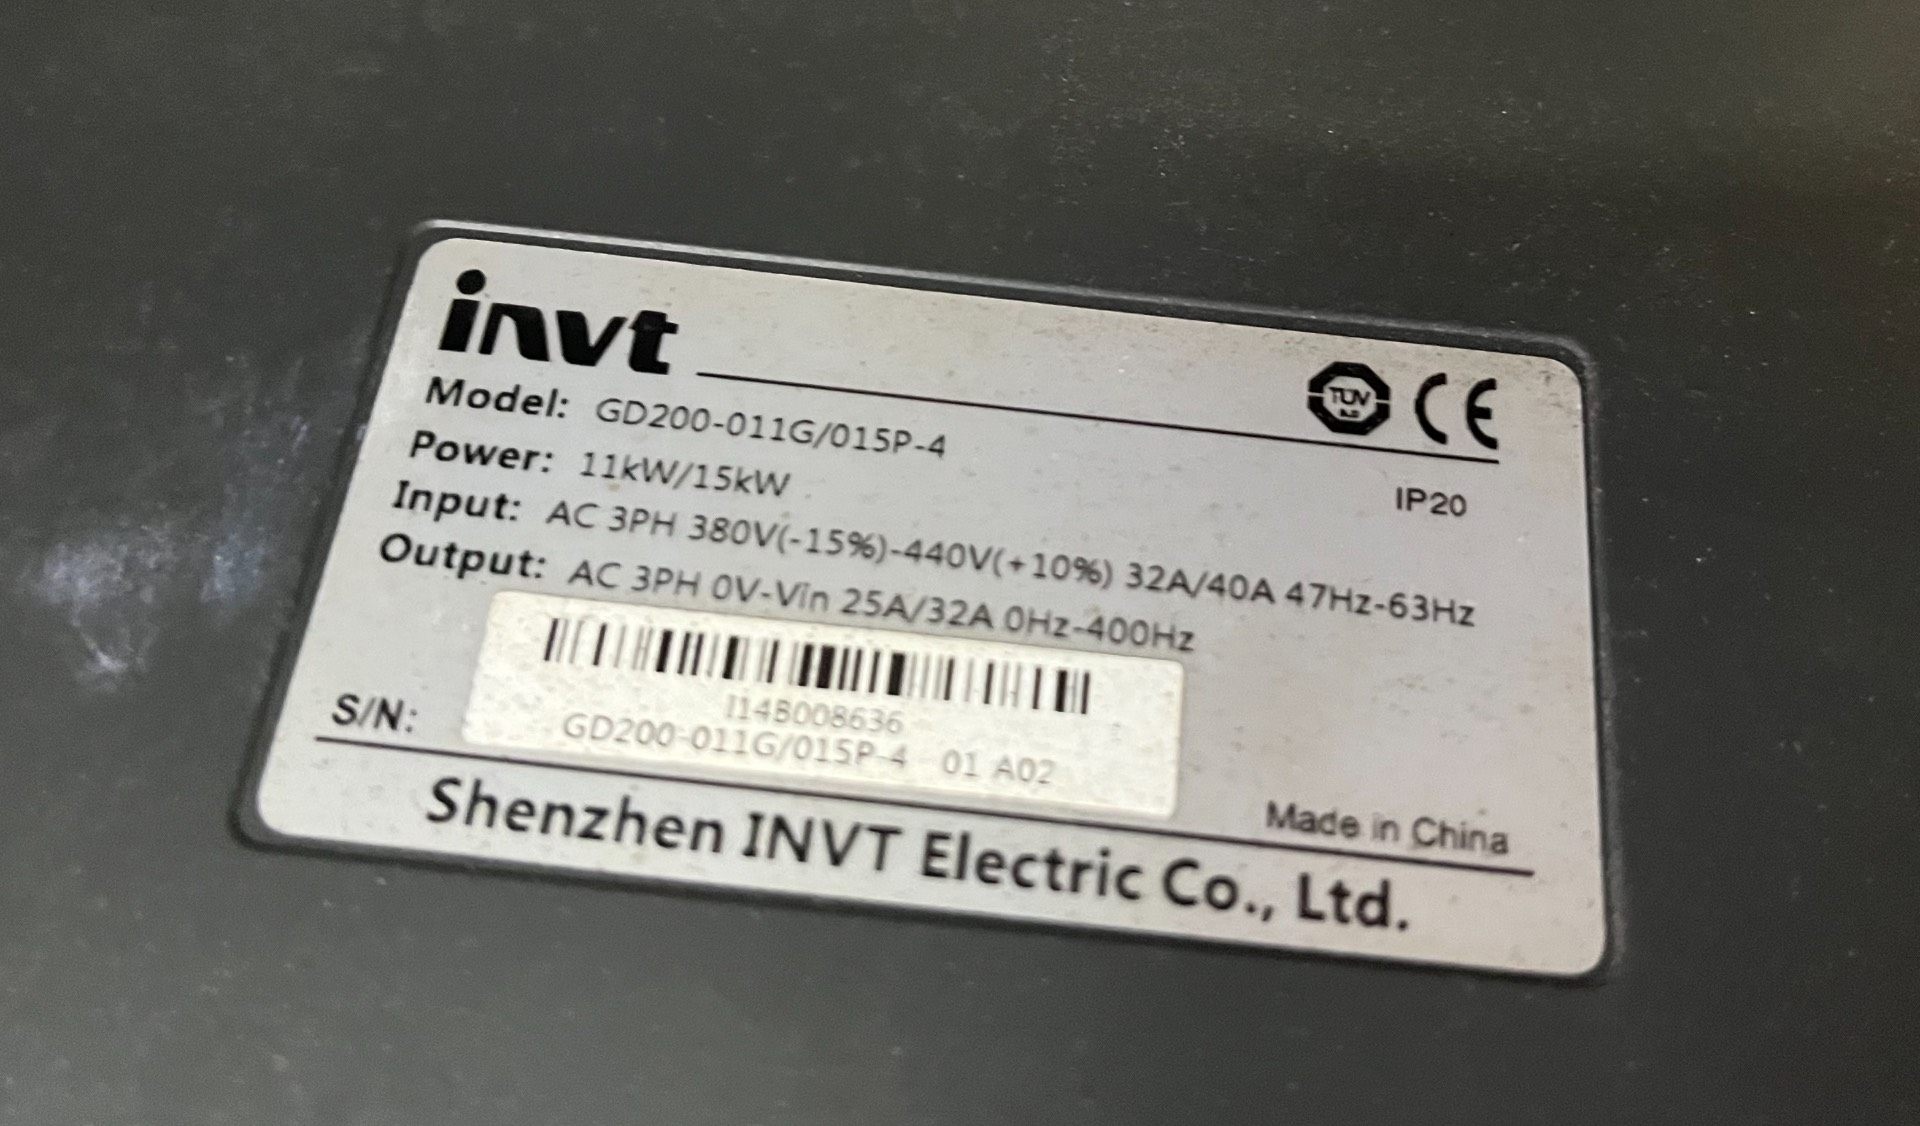 invt
TÜV
CE
Model: GD200-011G/015P-4
Power: 11kW/15kW
IP20
Input: AC 3PH 380V(-15%)-440V(+10%) 32A/40A 47Hz-63Hz
Output: AC 3PH 0V-Vin 25A/32A 0Hz-400Hz
I14B008636
S/N:
GD200-011G/015P-4 01 A02
Made in China
Shenzhen INVT Electric Co., Ltd.